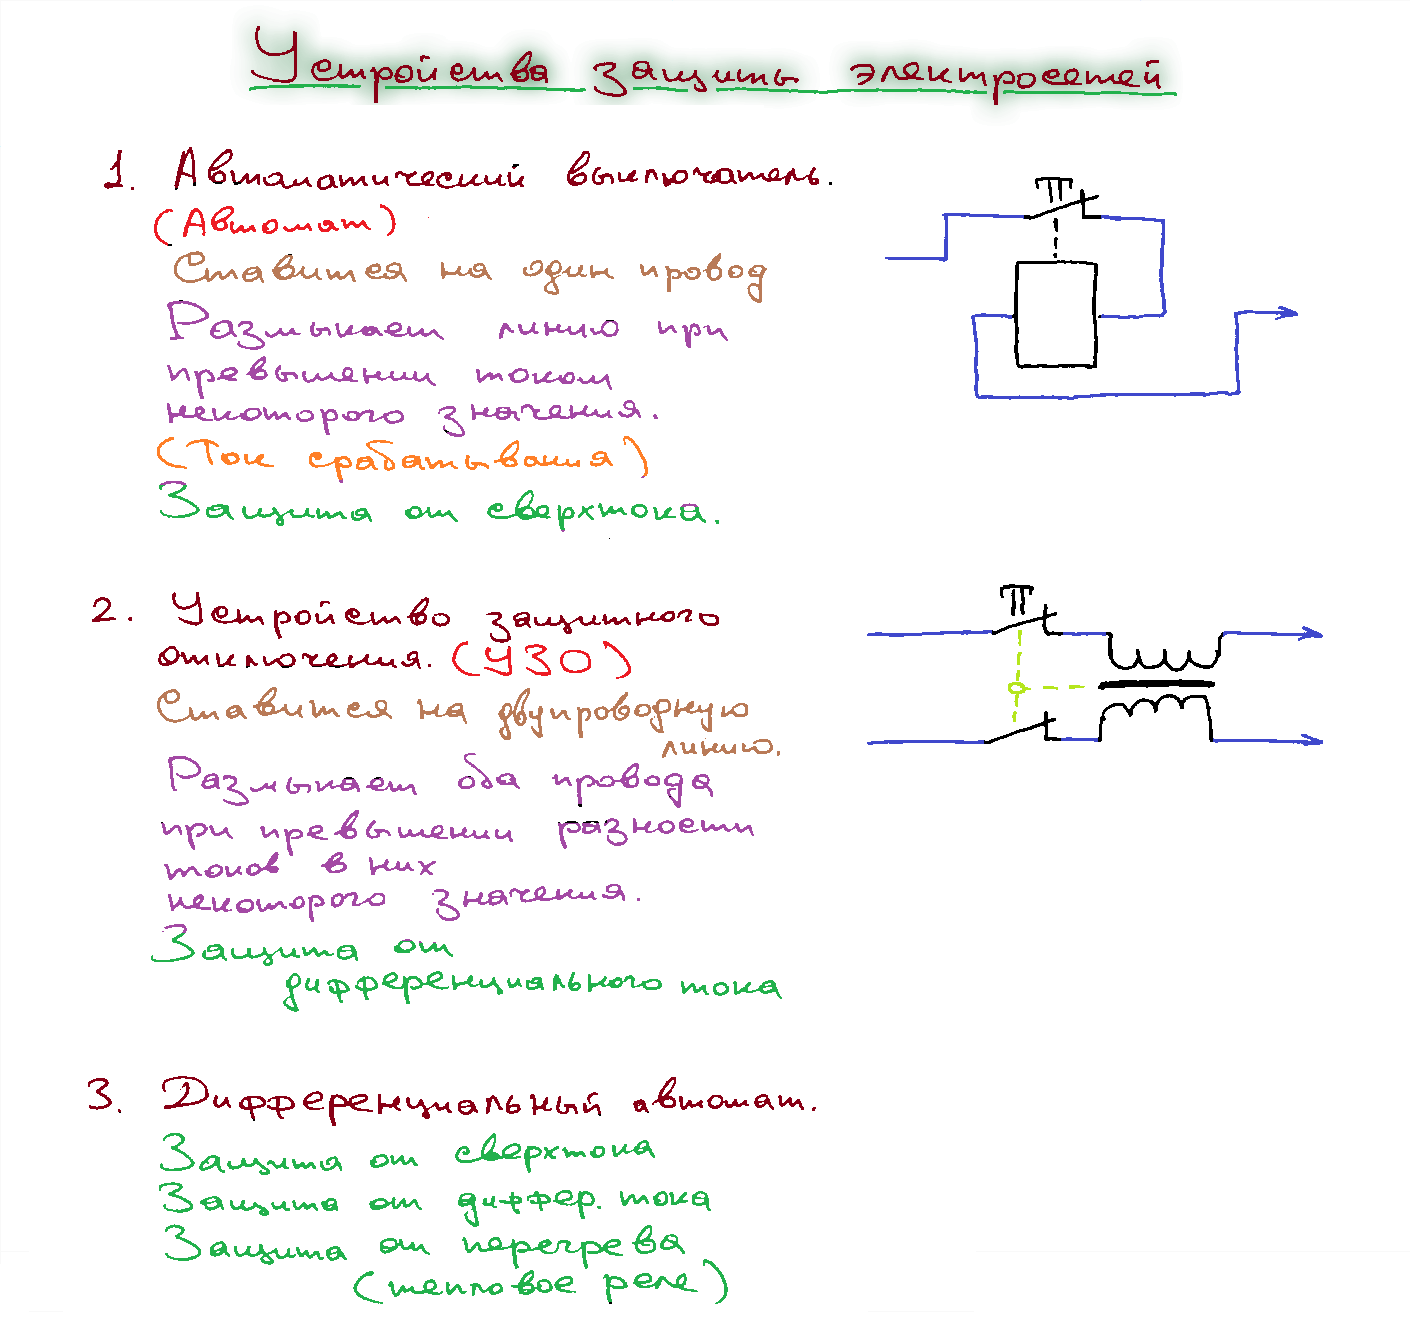 Устройства защиты электросетей
1. Автоматический выключатель.
(Автомат)
Ставится на один провод
Размыкает линию при
превышении током
некоторого значения.
(Ток срабатывания)
Защита от сверхтока.
2. Устройство защитного
отключения. (УЗО)
Ставится на двупроводную
линию.
Размыкает оба провода
при превышении разности
токов в них
некоторого значения.
Защита от
дифференциального тока
3. Дифференциальный автомат.
Защита от сверхтока
Защита от диффер. тока
Защита от перегрева
(тепловое реле)